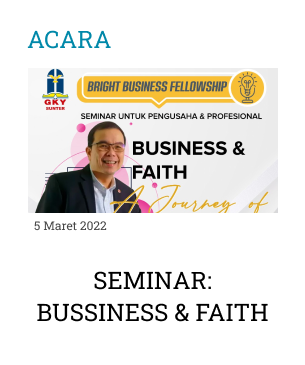 ACARA
GKY
SUNTER
BRIGHT BUSINESS FELLOWSHIP
SEMINAR UNTUK PENGUSAHA & PROFESIONAL
BUSINESS &
FAITH
A Journey of
5 Maret 2022
SEMINAR:
BUSSINESS & FAITH